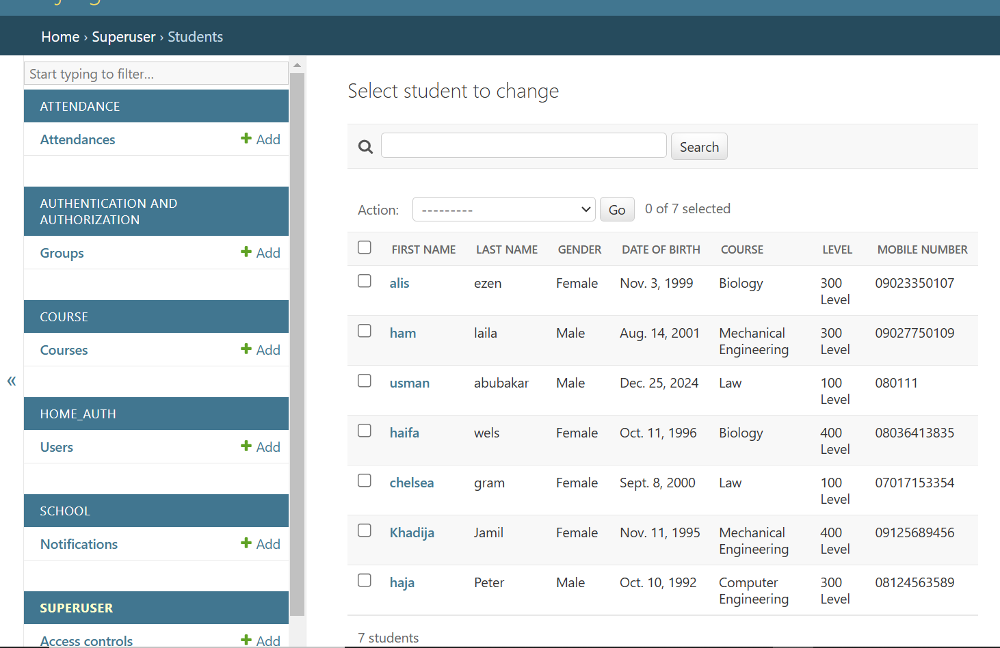 Home › Superuser › Students
Start typing to filter...
ATTENDANCE
Attendances
Add
AUTHENTICATION AND
AUTHORIZATION
Groups
Add
COURSE
Courses
Add
HOME_AUTH
Users
Add
SCHOOL
Notifications
Add
SUPERUSER
Access controls
Add
«
Select student to change
Search
Action: --------- Go 0 of 7 selected
FIRST NAME LAST NAME GENDER DATE OF BIRTH COURSE LEVEL MOBILE NUMBER
alis ezen Female Nov. 3, 1999 Biology 300 09023350107
Level
ham laila Male Aug. 14, 2001 Mechanical 300 09027750109
Engineering Level
usman abubakar Male Dec. 25, 2024 Law 100 080111
Level
haifa wels Female Oct. 11, 1996 Biology 400 08036413835
Level
chelsea gram Female Sept. 8, 2000 Law 100 07017153354
Level
Khadija Jamil Female Nov. 11, 1995 Mechanical 400 09125689456
Engineering Level
haja Peter Male Oct. 10, 1992 Computer 300 08124563589
Engineering Level
7 students